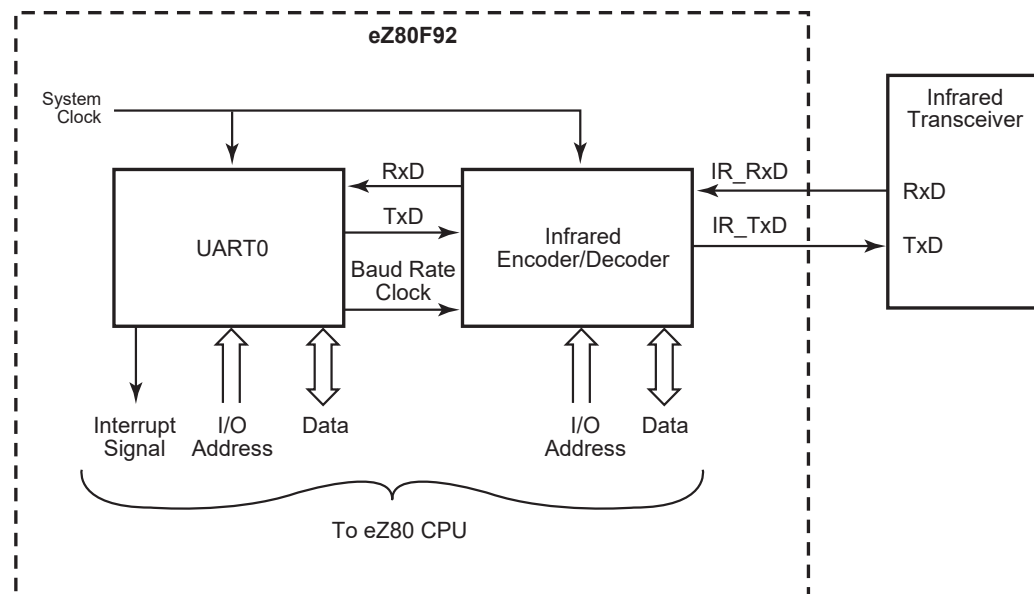 eZ80F92
System
Clock
Infrared
Transceiver
RxD
TxD
IR_RxD
IR_TxD
RxD
TxD
Baud Rate
Clock
UART0
Infrared
Encoder/Decoder
Interrupt
Signal
I/O
Address
Data
I/O
Address
Data
To eZ80 CPU